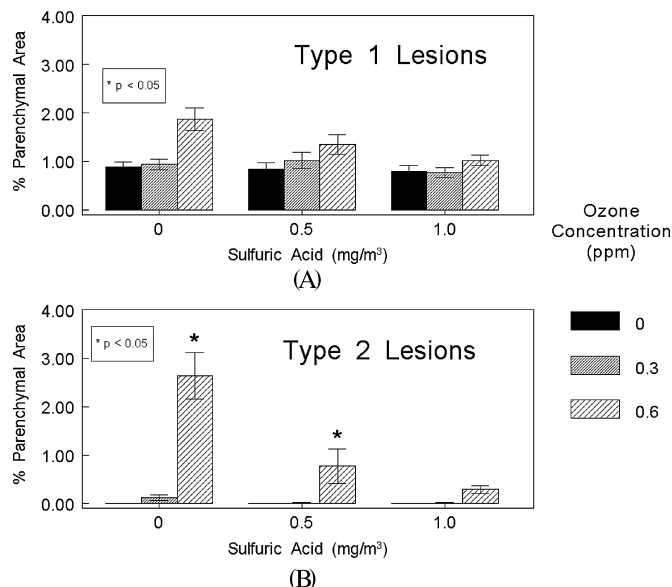 4.00
3.00
2.00
1.00
0.00
% Parenchymal Area
Type 1 Lesions
* p < 0.05
0 0.5 1.0
Sulfuric Acid (mg/m³)
(A)
4.00
3.00
2.00
1.00
0.00
% Parenchymal Area
Type 2 Lesions
* p < 0.05
*
*
0 0.5 1.0
Sulfuric Acid (mg/m³)
(B)
Ozone
Concentration
(ppm)
0
0.3
0.6